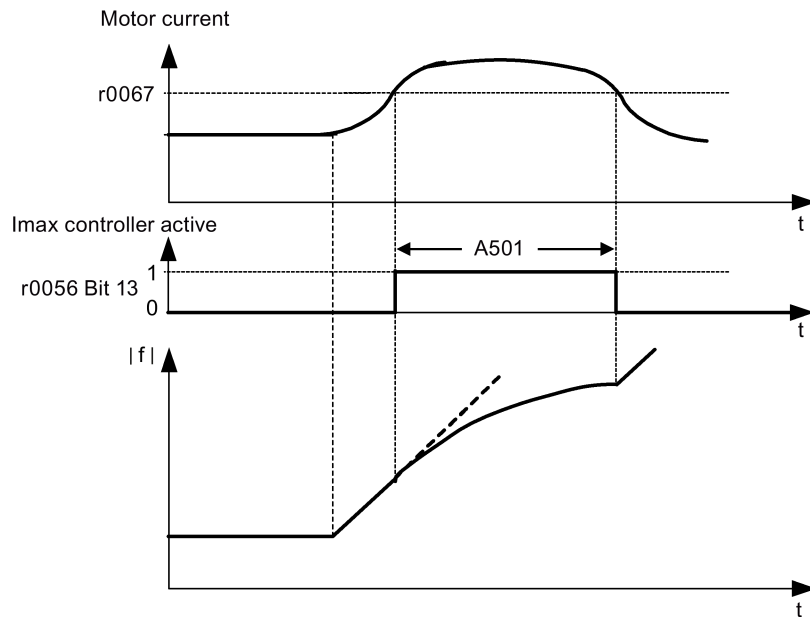 Motor current
r0067
t
Imax controller active
A501
1
r0056 Bit 13
0
t
|f|
t